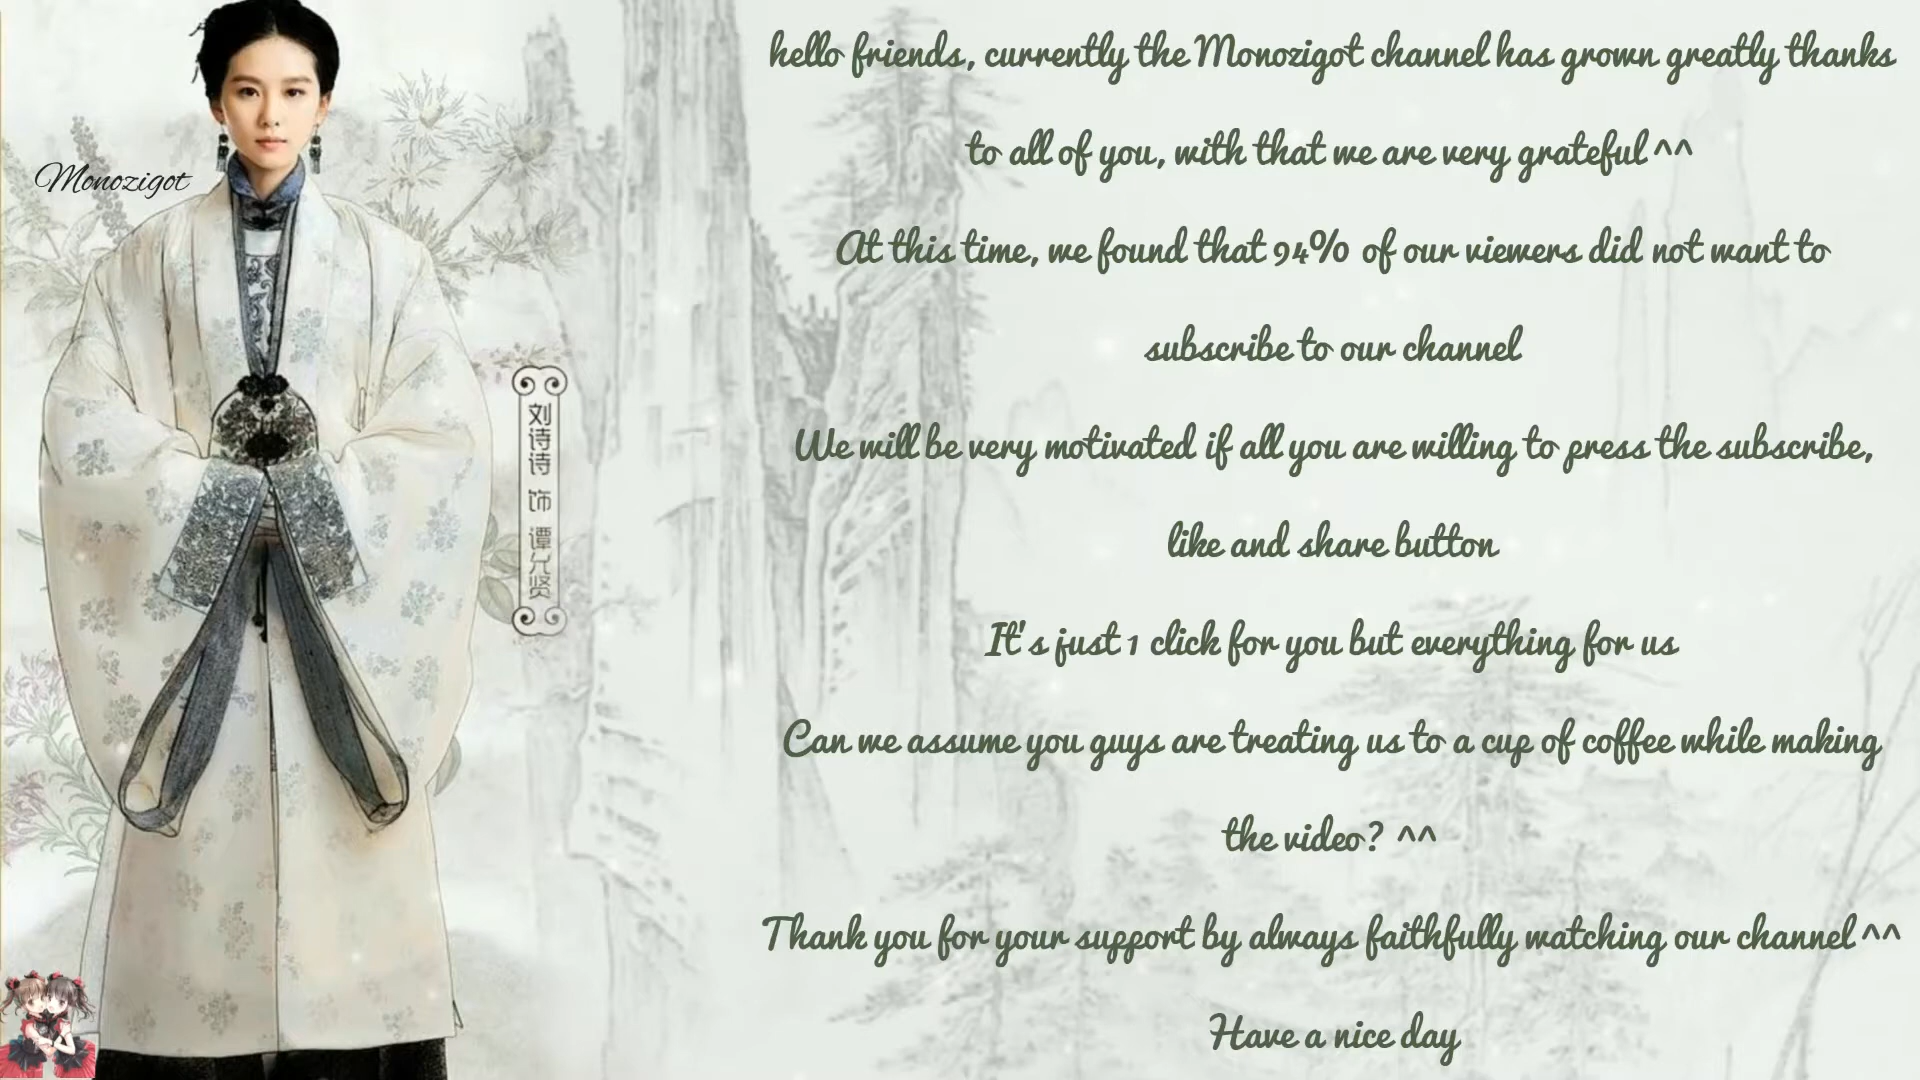 Monozigot
刘诗诗 饰 谭允贤
hello friends, currently the Monozigot channel has grown greatly thanks
to all of you, with that we are very grateful ^^
At this time, we found that 94% of our viewers did not want to
subscribe to our channel
We will be very motivated if all you are willing to press the subscribe,
like and share button
It's just 1 click for you but everything for us
Can we assume you guys are treating us to a cup of coffee while making
the video? ^^
Thank you for your support by always faithfully watching our channel ^^
Have a nice day